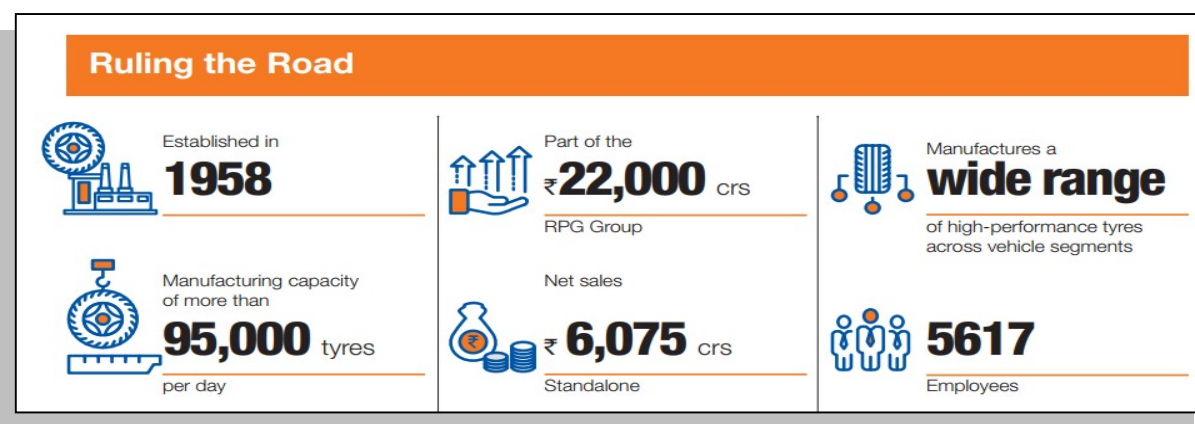 Ruling the Road
Established in
1958
Part of the
₹22,000 crs
RPG Group
Manufactures a
wide range
of high-performance tyres
across vehicle segments
Manufacturing capacity
of more than
95,000 tyres
per day
Net sales
₹ 6,075 crs
Standalone
5617
Employees